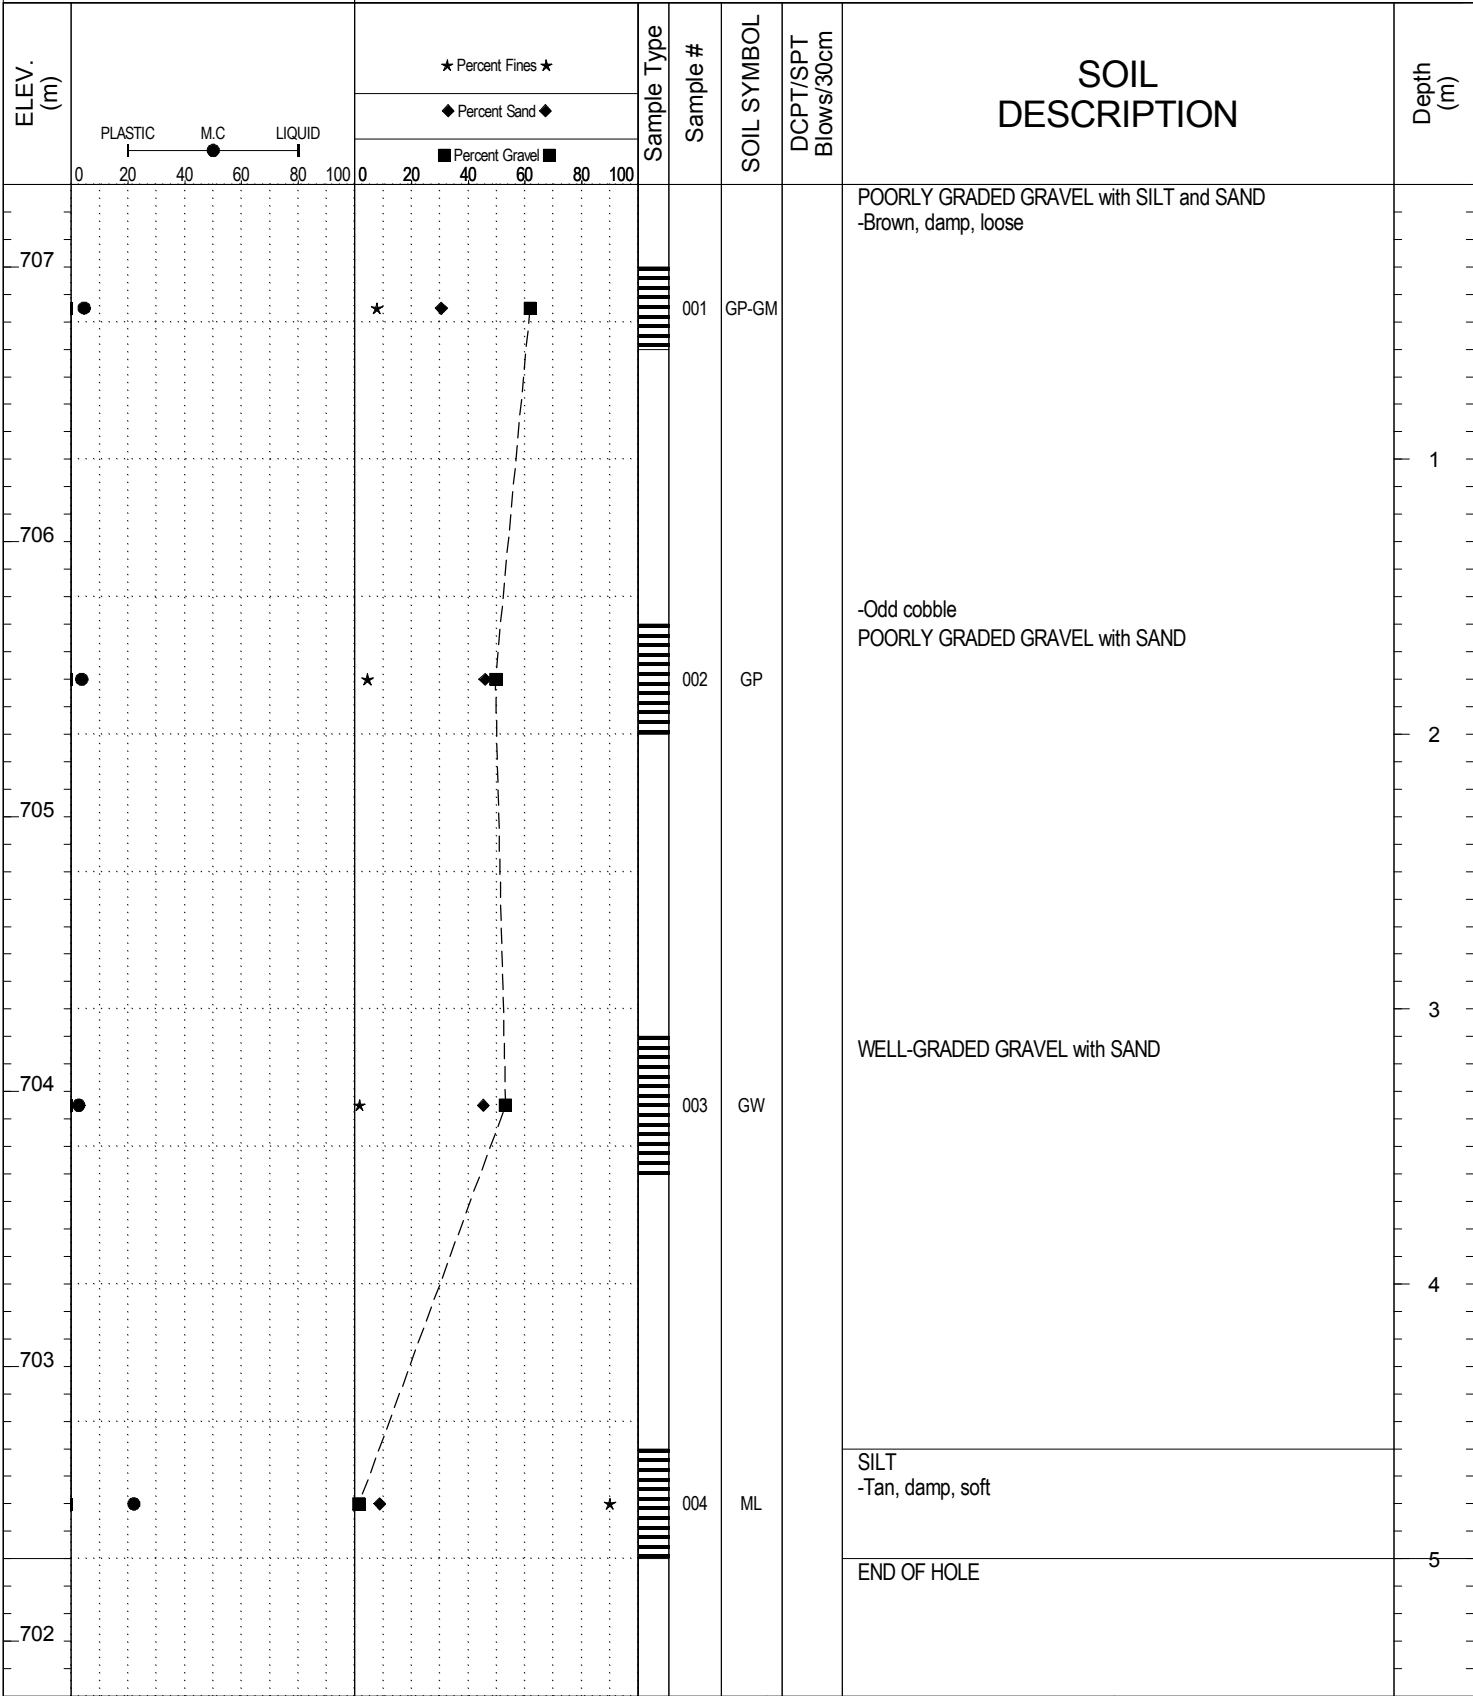 ELEV.
(m)
PLASTIC M.C LIQUID
0 20 40 60 80 100
★ Percent Fines ★
◆ Percent Sand ◆
■ Percent Gravel ■
0 20 40 60 80 100
Sample Type
Sample #
SOIL SYMBOL
DCPT/SPT
Blows/30cm
SOIL
DESCRIPTION
Depth
(m)
POORLY GRADED GRAVEL with SILT and SAND
-Brown, damp, loose
707
001 GP-GM
1
706
-Odd cobble
POORLY GRADED GRAVEL with SAND
002 GP
2
705
3
WELL-GRADED GRAVEL with SAND
704
003 GW
4
703
SILT
-Tan, damp, soft
004 ML
5
END OF HOLE
702